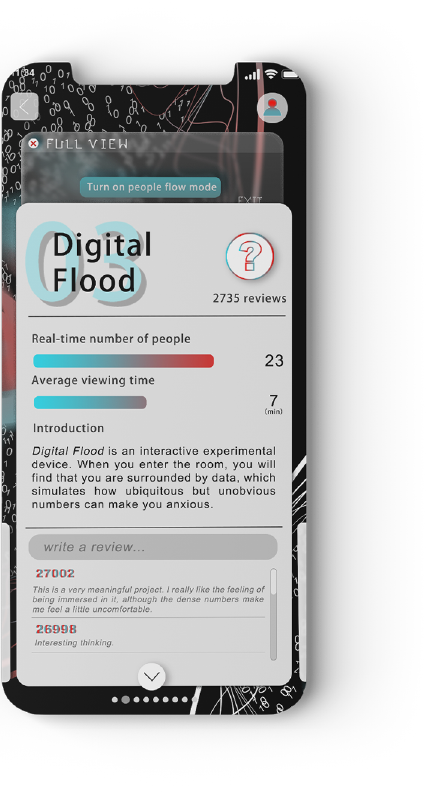 FULL VIEW
Turn on people flow mode
EXIT
03
Digital
Flood
?
2735 reviews
Real-time number of people
23
Average viewing time
7
(min)
Introduction
Digital Flood is an interactive experimental
device. When you enter the room, you will
find that you are surrounded by data, which
simulates how ubiquitous but unobvious
numbers can make you anxious.
write a review...
27002
This is a very meaningful project. I really like the feeling of
being immersed in it, although the dense numbers make
me feel a little uncomfortable.
26998
Interesting thinking.